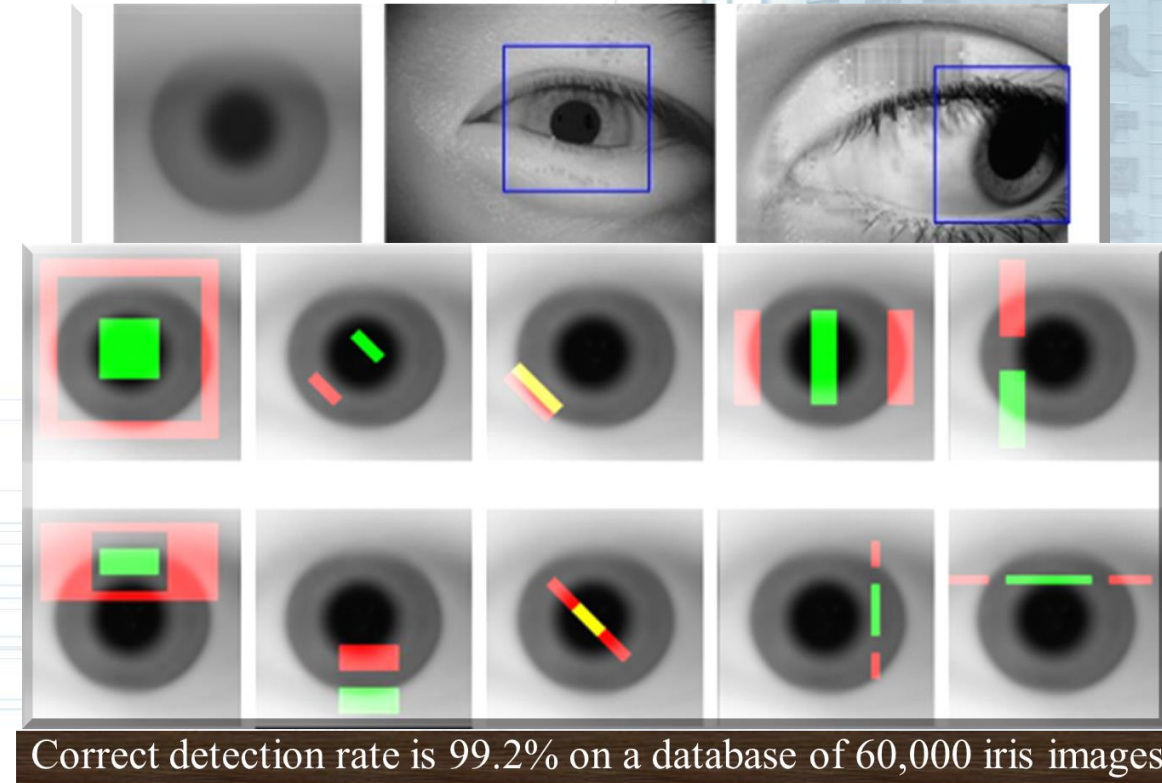 Correct detection rate is 99.2% on a database of 60,000 iris images